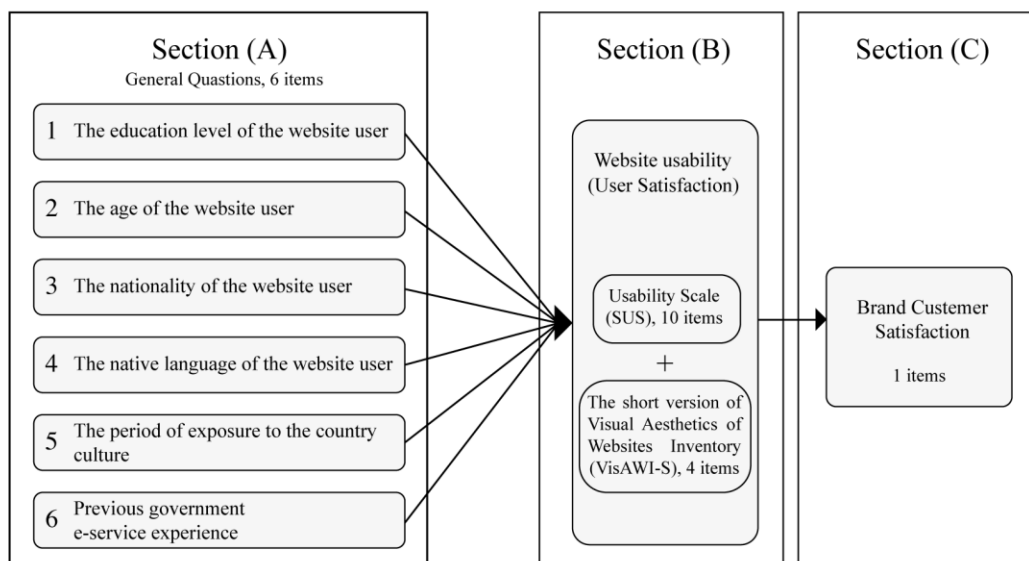 Section (A)
General Quastions, 6 items
1 The education level of the website user
2 The age of the website user
3 The nationality of the website user
4 The native language of the website user
5 The period of exposure to the country
culture
6 Previous government
e-service experience
Section (B)
Website usability
(User Satisfaction)
Usability Scale
(SUS), 10 items
+
The short version of
Visual Aesthetics of
Websites Inventory
(VisAWI-S), 4 items
Section (C)
Brand Custemer
Satisfaction
1 items